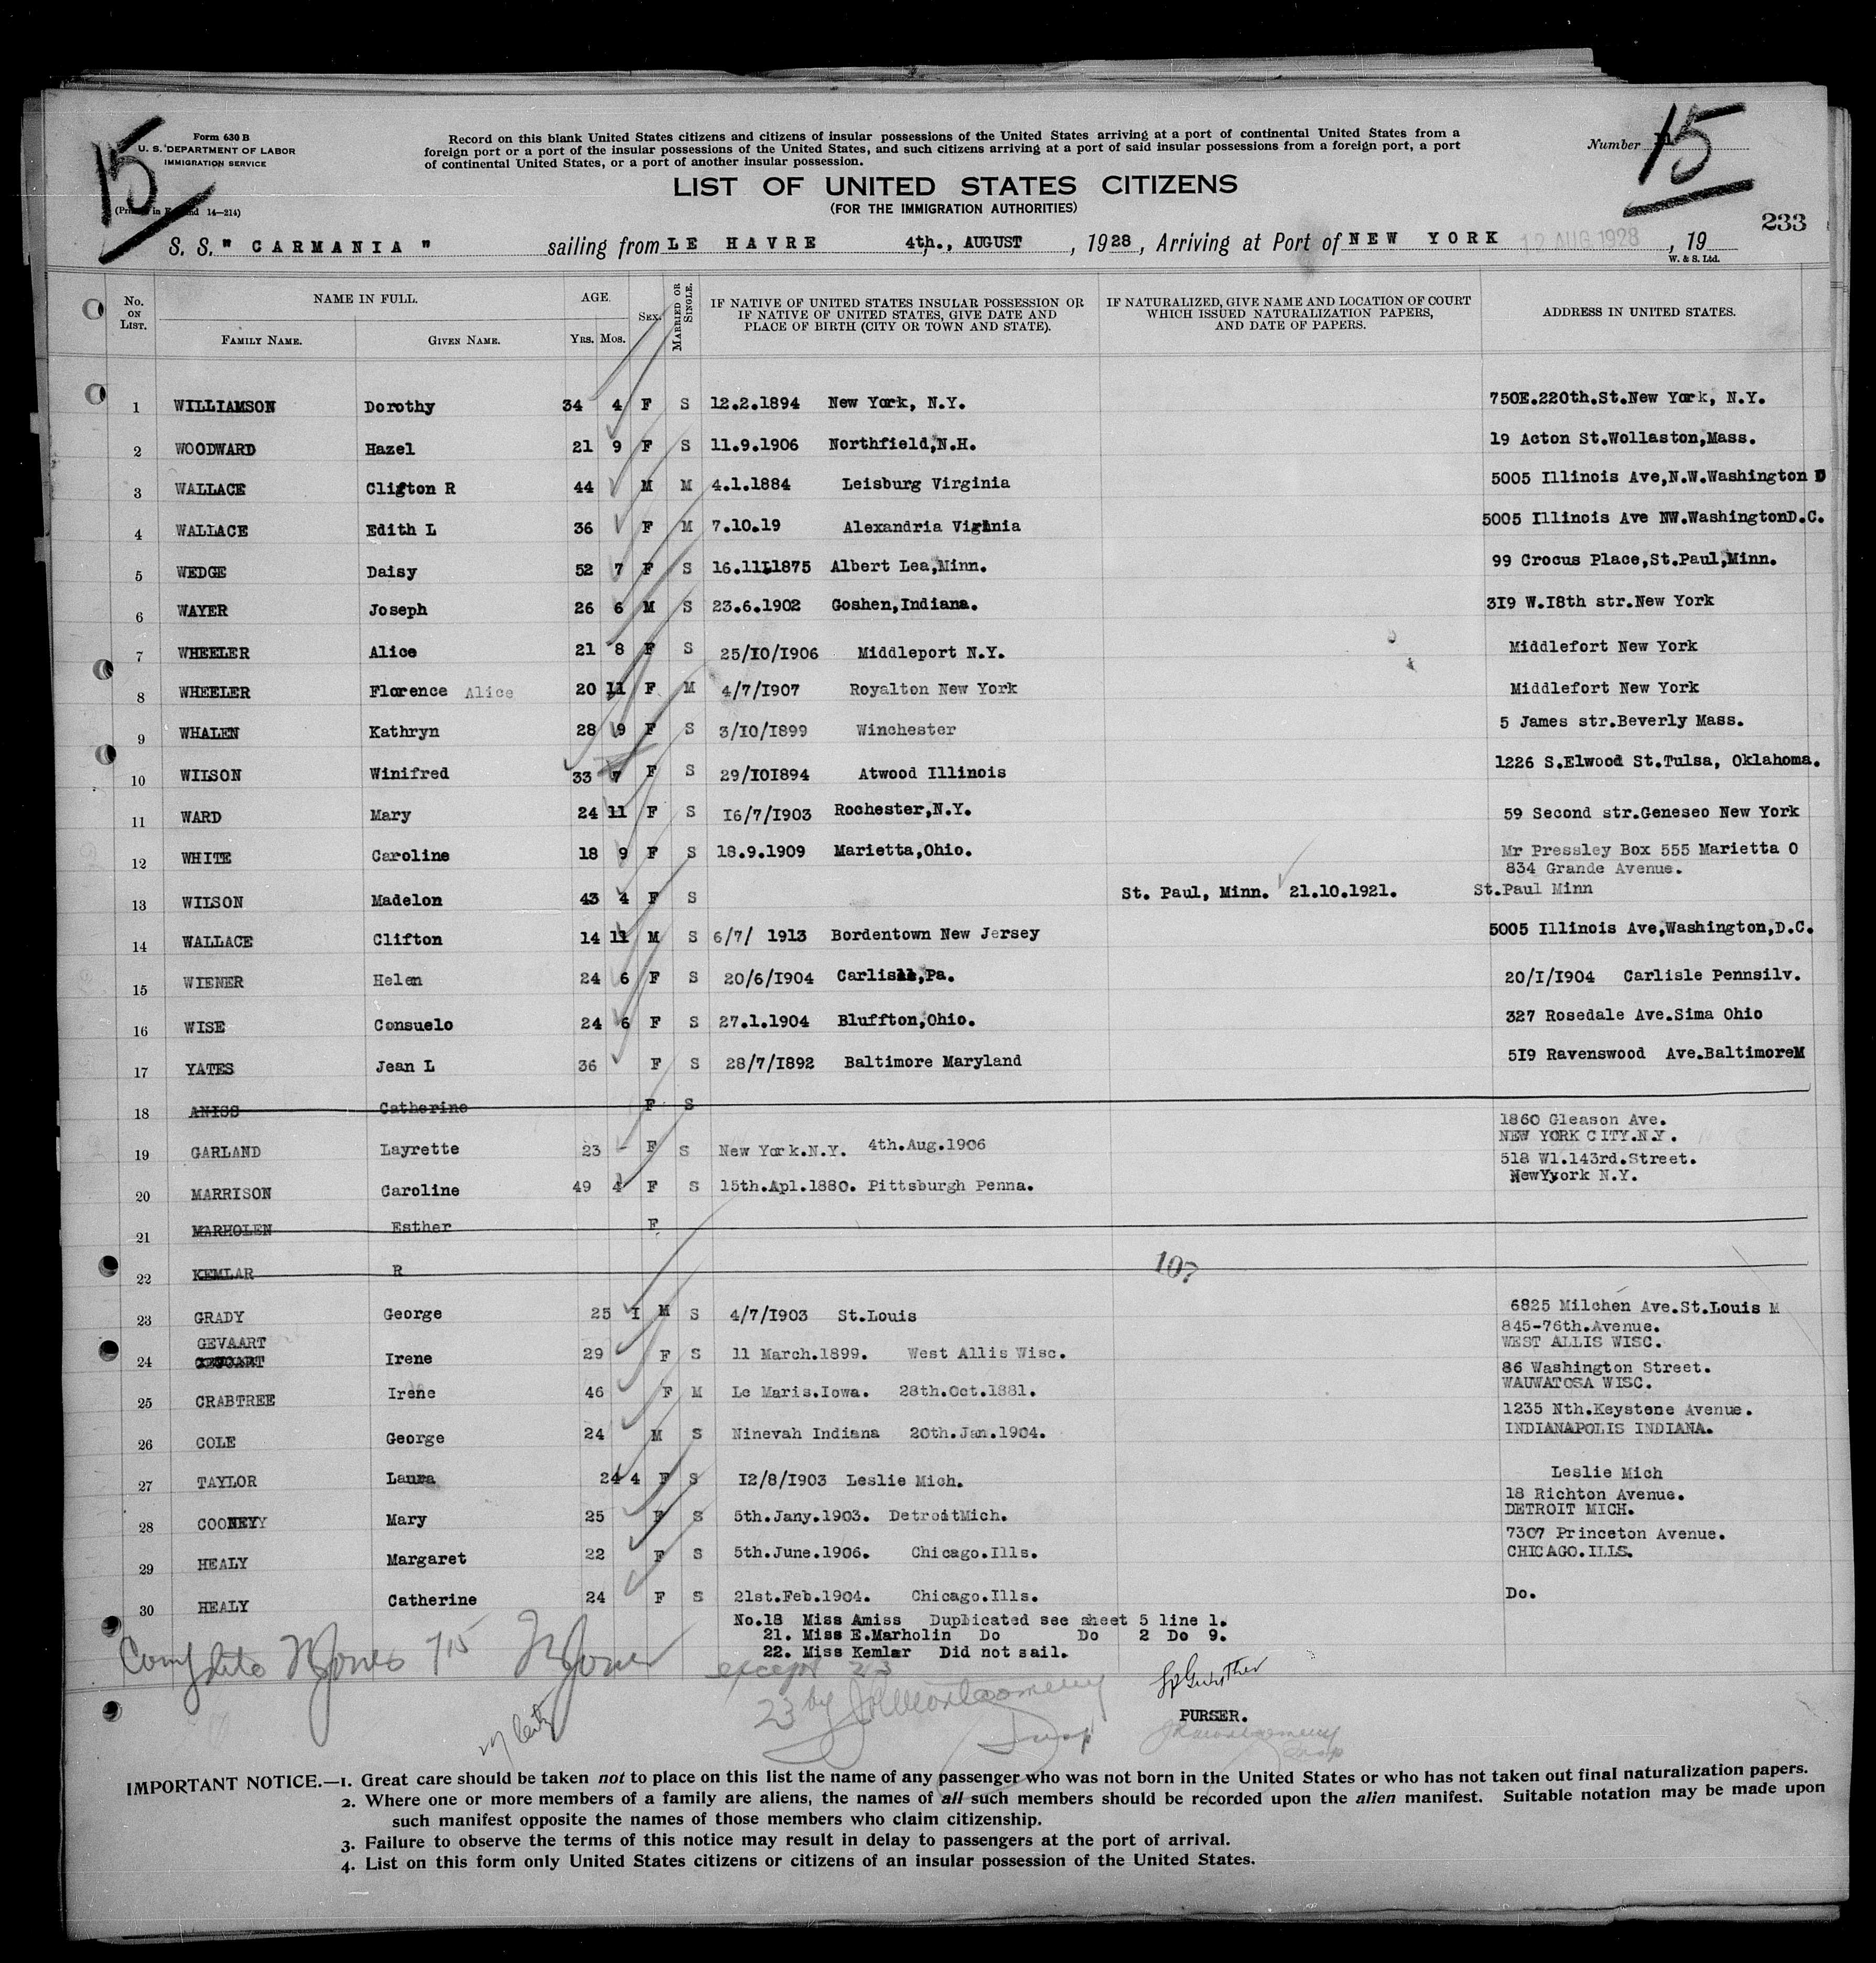 15
Form 630 B
U. S. DEPARTMENT OF LABOR
IMMIGRATION SERVICE
14—214)
Record on this blank United States citizens and citizens of insular possessions of the United States arriving at a port of continental United States from a
foreign port or a port of the insular possessions of the United States, and such citizens arriving at a port of said insular possessions from a foreign port, a port
of continental United States, or a port of another insular possession.
LIST OF UNITED STATES CITIZENS
(FOR THE IMMIGRATION AUTHORITIES)
Number 15
233
S. S. " CARMANIA " sailing from LE HAVRE 4th., AUGUST , 1928, Arriving at Port of NEW YORK 12 AUG 1928 , 19
W. & S. Ltd.
No. ON LIST. NAME IN FULL. AGE. SEX. MARRIED OR SINGLE. IF NATIVE OF UNITED STATES INSULAR POSSESSION OR IF NATIVE OF UNITED STATES, GIVE DATE AND PLACE OF BIRTH (CITY OR TOWN AND STATE). IF NATURALIZED, GIVE NAME AND LOCATION OF COURT WHICH ISSUED NATURALIZATION PAPERS, AND DATE OF PAPERS. ADDRESS IN UNITED STATES.
FAMILY NAME. GIVEN NAME. YRS. MOS.
1 WILLIAMSON Dorothy 34 4 F S 12.2.1894 New York, N.Y. 750E.220th.St.New York, N.Y.
2 WOODWARD Hazel 21 9 F S 11.9.1906 Northfield,N.H. 19 Acton St.Wollaston,Mass.
3 WALLACE Clifton R 44 M M 4.1.1884 Leisburg Virginia 5005 Illinois Ave,N.W.Washington D
4 WALLACE Edith L 36 F M 7.10.19 Alexandria Virginia 5005 Illinois Ave NW.WashingtonD.C.
5 WEDGE Daisy 52 7 F S 16.11.1875 Albert Lea,Minn. 99 Crocus Place,St.Paul,Minn.
6 WAYER Joseph 26 6 M S 23.6.1902 Goshen,Indiana. 3I9 W.I8th str.New York
7 WHEELER Alice 21 8 F S 25/IO/I906 Middleport N.Y. Middlefort New York
8 WHEELER Florence Alice 20 11 F M 4/7/I907 Royalton New York Middlefort New York
9 WHALEN Kathryn 28 9 F S 3/IO/I899 Winchester 5 James str.Beverly Mass.
10 WILSON Winifred 33 7 F S 29/IOI894 Atwood Illinois 1226 S.Elwood St.Tulsa, Oklahoma.
11 WARD Mary 24 11 F S I6/7/I903 Rochester,N.Y. 59 Second str.Geneseo New York
12 WHITE Caroline 18 9 F S 18.9.1909 Marietta,Ohio. Mr Pressley Box 555 Marietta O
834 Grande Avenue.
13 WILSON Madelon 43 4 F S St. Paul, Minn. 21.10.1921. St.Paul Minn
14 WALLACE Clifton 14 11 M S 6/7/ 1913 Bordentown New Jersey 5005 Illinois Ave,Washington,D.C.
15 WIENER Helen 24 6 F S 20/6/I904 Carlisle,Pa. 20/I/I904 Carlisle Pennsilv.
16 WISE Consuelo 24 6 F S 27.1.1904 Bluffton,Ohio. 327 Rosedale Ave.Sima Ohio
17 YATES Jean L 36 F S 28/7/I892 Baltimore Maryland 5I9 Ravenswood Ave.BaltimoreM
18 ANISS Catherine F S
1860 Gleason Ave.
NEW YORK CITY.N.Y.
19 GARLAND Layrette 23 - F S New York.N.Y. 4th.Aug.1906
518 W1.143rd.Street.
20 MARRISON Caroline 49 4 F S 15th.Apl.1880. Pittsburgh Penna. NewYyork N.Y.
21 MARHOLEN Esther F
22 KEMLAR R
107
23 GRADY George 25 I M S 4/7/I903 St.Louis 6825 Milchen Ave.St.Louis M
845-76th.Avenue.
24 GEVAART Irene 29 F S 11 March.1899. West Allis Wisc. WEST ALLIS WISC.
86 Washington Street.
25 CRABTREE Irene 46 F M Le Maris.Iowa. 28th.Oct.1881. WAUWATOSA WISC.
1235 Nth.Keystone Avenue.
26 COLE George 24 M S Ninevah Indiana 20th.Jan.1904. INDIANAPOLIS INDIANA.
27 TAYLOR Laura 24 4 F S I2/8/I903 Leslie Mich. Leslie Mich
18 Richton Avenue.
28 COONEYY Mary 25 F S 5th.Jany.1903. DetroitMich. DETROIT MICH.
7307 Princeton Avenue.
29 HEALY Margaret 22 F S 5th.June.1906. Chicago.Ills. CHICAGO.ILLS.
30 HEALY Catherine 24 F S 21st.Feb.1904. Chicago.Ills. Do.
No.18 Miss Amiss Duplicated see sheet 5 line 1.
21. Miss E.Marholin Do Do 2 Do 9.
22. Miss Kemlar Did not sail.
except 23
23 by JRMontgomery
Insp
PURSER.
IMPORTANT NOTICE.—1. Great care should be taken not to place on this list the name of any passenger who was not born in the United States or who has not taken out final naturalization papers.
2. Where one or more members of a family are aliens, the names of all such members should be recorded upon the alien manifest. Suitable notation may be made upon
such manifest opposite the names of those members who claim citizenship.
3. Failure to observe the terms of this notice may result in delay to passengers at the port of arrival.
4. List on this form only United States citizens or citizens of an insular possession of the United States.